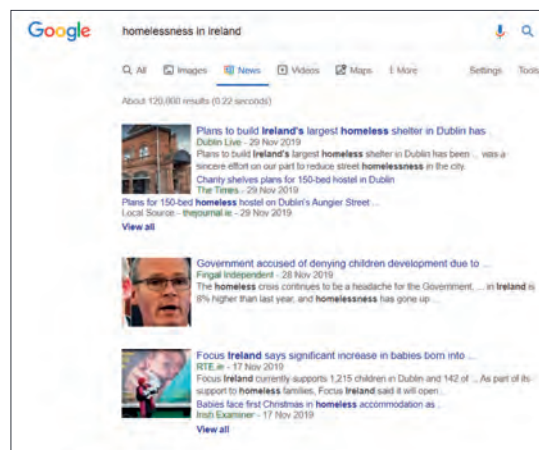 Google
homelessness in ireland
All Images News Videos Maps More Settings Tools
About 120,000 results (0.22 seconds)
Plans to build Ireland's largest homeless shelter in Dublin has ...
Dublin Live - 29 Nov 2019
Plans to build Ireland's largest homeless shelter in Dublin has been ... was a
sincere effort on our part to reduce street homelessness in the city.
Charity shelves plans for 150-bed hostel in Dublin
The Times - 29 Nov 2019
Plans for 150-bed homeless hostel on Dublin's Aungier Street ...
Local Source - thejournal.ie - 29 Nov 2019
View all
Government accused of denying children development due to ...
Fingal Independent - 28 Nov 2019
The homeless crisis continues to be a headache for the Government. ... in Ireland is
8% higher than last year, and homelessness has gone up ...
Focus Ireland says significant increase in babies born into ...
RTE.ie - 17 Nov 2019
Focus Ireland currently supports 1,215 children in Dublin and 142 of ... As part of its
support to homeless families, Focus Ireland said it will open ...
Babies face first Christmas in homeless accommodation as ...
Irish Examiner - 17 Nov 2019
View all